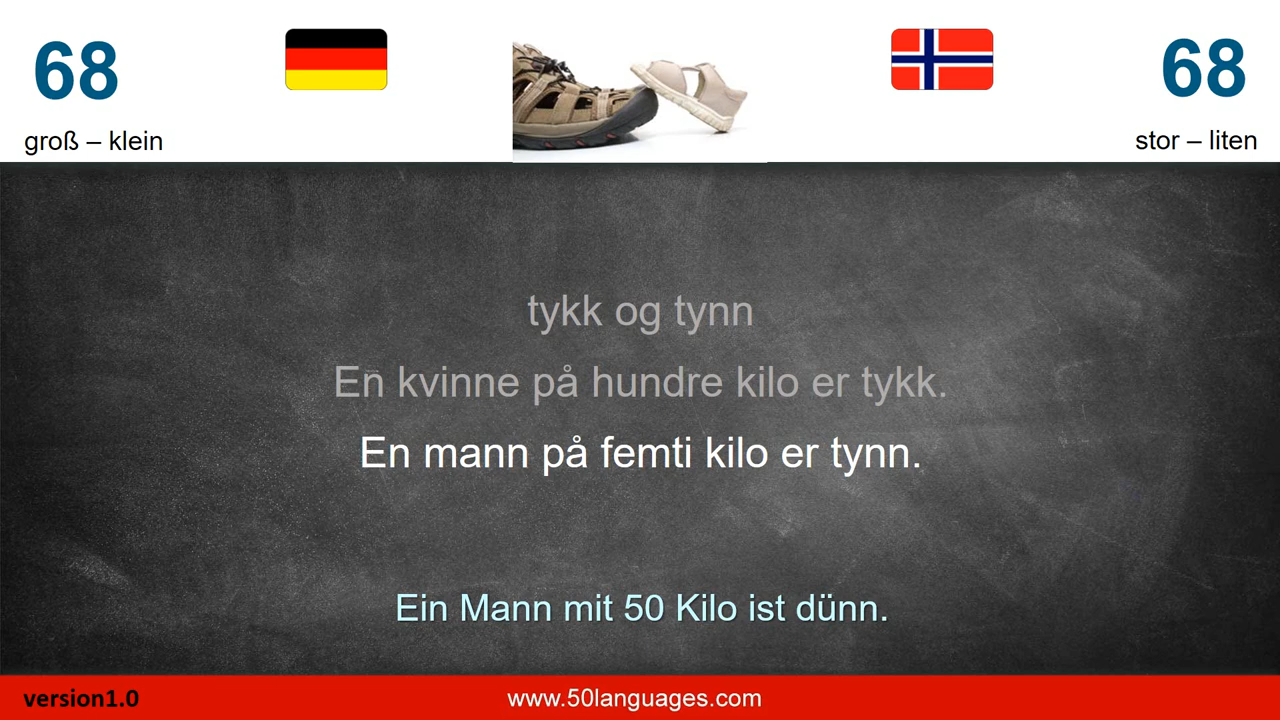 68
68
groß – klein
stor – liten
tykk og tynn
En kvinne på hundre kilo er tykk.
En mann på femti kilo er tynn.
Ein Mann mit 50 Kilo ist dünn.
version1.0
www.50languages.com